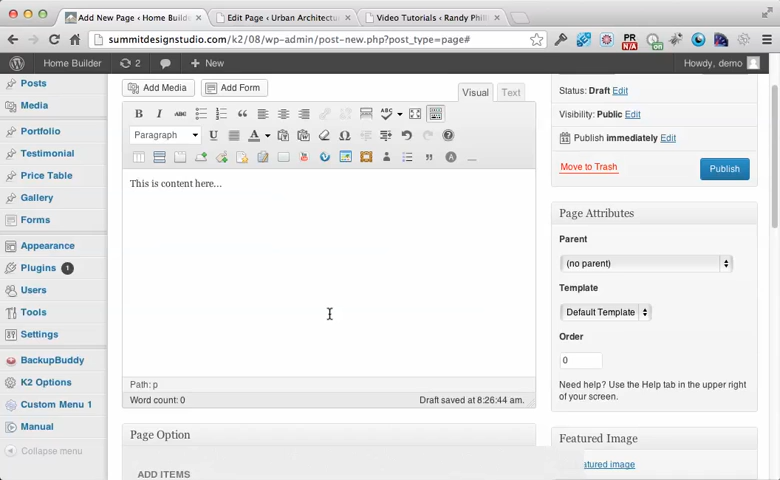 Add New Page ‹ Home Builde
Edit Page ‹ Urban Architectu
Video Tutorials ‹ Randy Phill
summitdesignstudio.com/k2/08/wp-admin/post-new.php?post_type=page#
PR
N/A
Home Builder 2 + New Howdy, demo
Posts
Media
Portfolio
Testimonial
Price Table
Gallery
Forms
Appearance
Plugins 1
Users
Tools
Settings
BackupBuddy
K2 Options
Custom Menu 1
Manual
Collapse menu
Add Media Add Form
Visual Text
B I ABC
Paragraph U A
This is content here...
Path: p
Word count: 0 Draft saved at 8:26:44 am.
Page Option
ADD ITEMS
Status: Draft Edit
Visibility: Public Edit
Publish immediately Edit
Move to Trash Publish
Page Attributes
Parent
(no parent)
Template
Default Template
Order
0
Need help? Use the Help tab in the upper right
of your screen.
Featured Image
atured image